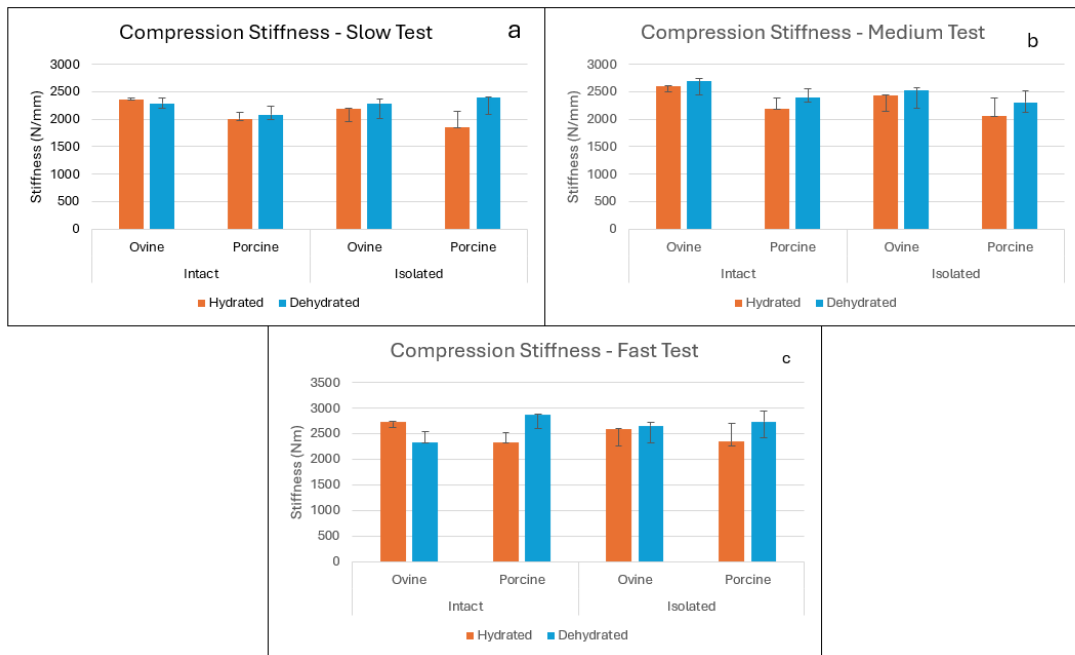 Compression Stiffness - Slow Test
a
Stiffness (N/mm)
3000
2500
2000
1500
1000
500
0
Ovine Porcine Ovine Porcine
Intact Isolated
Hydrated Dehydrated
Compression Stiffness - Medium Test
b
Stiffness (N/mm)
3000
2500
2000
1500
1000
500
0
Ovine Porcine Ovine Porcine
Intact Isolated
Hydrated Dehydrated
Compression Stiffness - Fast Test
c
Stiffness (Nm)
3500
3000
2500
2000
1500
1000
500
0
Ovine Porcine Ovine Porcine
Intact Isolated
Hydrated Dehydrated